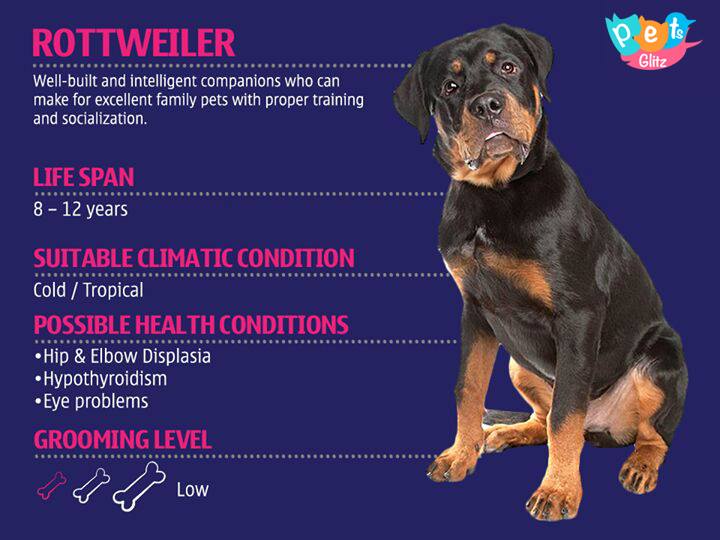 ROTTWEILER
Well-built and intelligent companions who can
make for excellent family pets with proper training
and socialization.
LIFE SPAN
8 – 12 years
SUITABLE CLIMATIC CONDITION
Cold / Tropical
POSSIBLE HEALTH CONDITIONS
•Hip & Elbow Displasia
•Hypothyroidism
•Eye problems
GROOMING LEVEL
Low
pets
Glitz